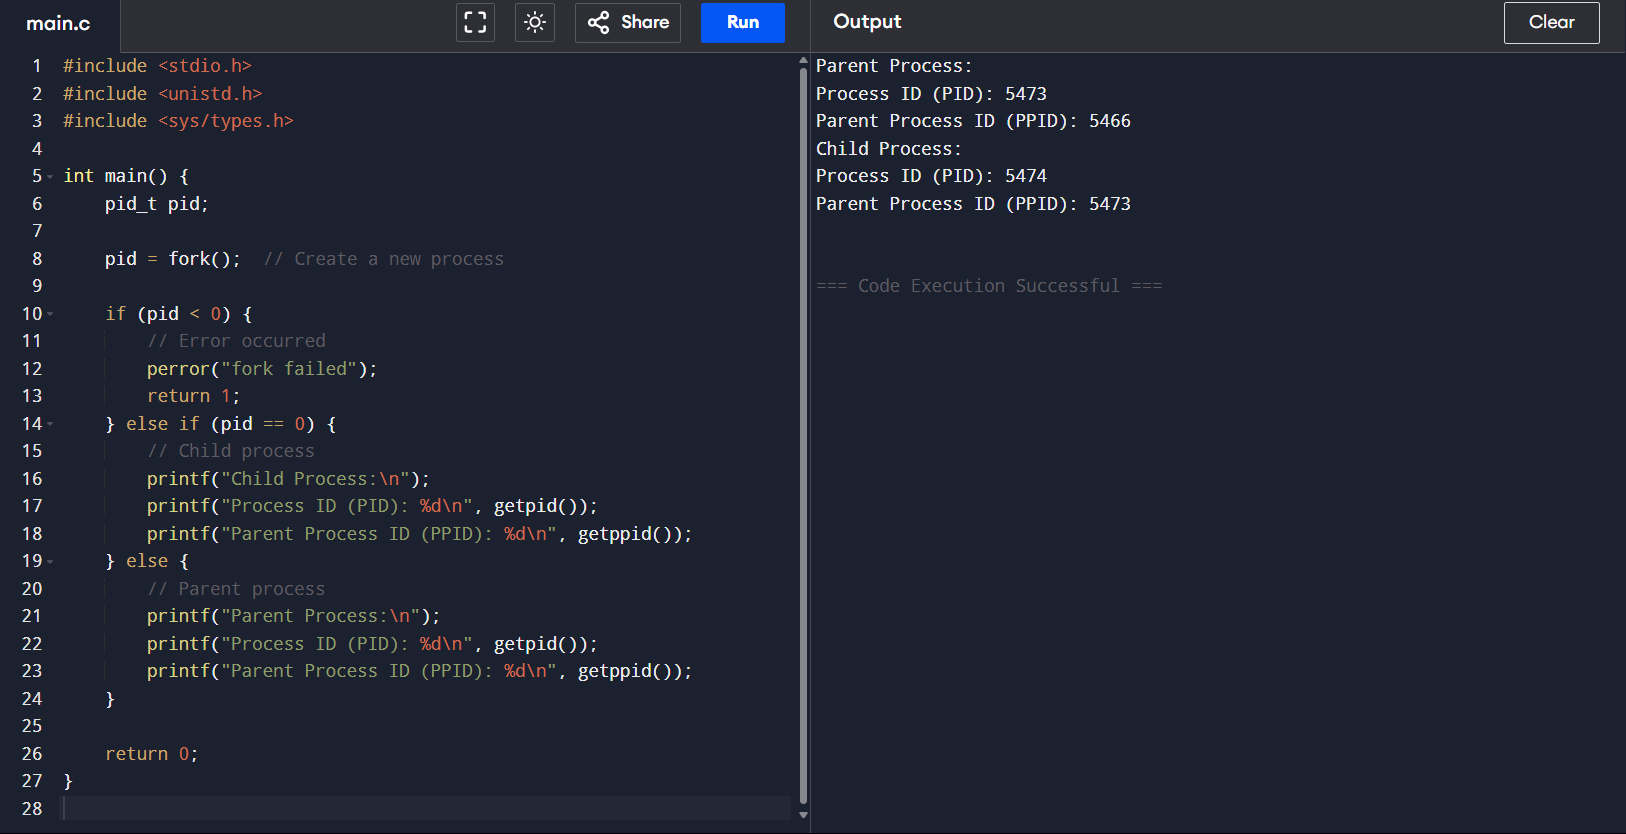 main.c
Share
Run
Output
Clear
1 #include <stdio.h>
2 #include <unistd.h>
3 #include <sys/types.h>
4
5 int main() {
6     pid_t pid;
7
8     pid = fork();  // Create a new process
9
10     if (pid < 0) {
11         // Error occurred
12         perror("fork failed");
13         return 1;
14     } else if (pid == 0) {
15         // Child process
16         printf("Child Process:\n");
17         printf("Process ID (PID): %d\n", getpid());
18         printf("Parent Process ID (PPID): %d\n", getppid());
19     } else {
20         // Parent process
21         printf("Parent Process:\n");
22         printf("Process ID (PID): %d\n", getpid());
23         printf("Parent Process ID (PPID): %d\n", getppid());
24     }
25
26     return 0;
27 }
28
Parent Process:
Process ID (PID): 5473
Parent Process ID (PPID): 5466
Child Process:
Process ID (PID): 5474
Parent Process ID (PPID): 5473
=== Code Execution Successful ===